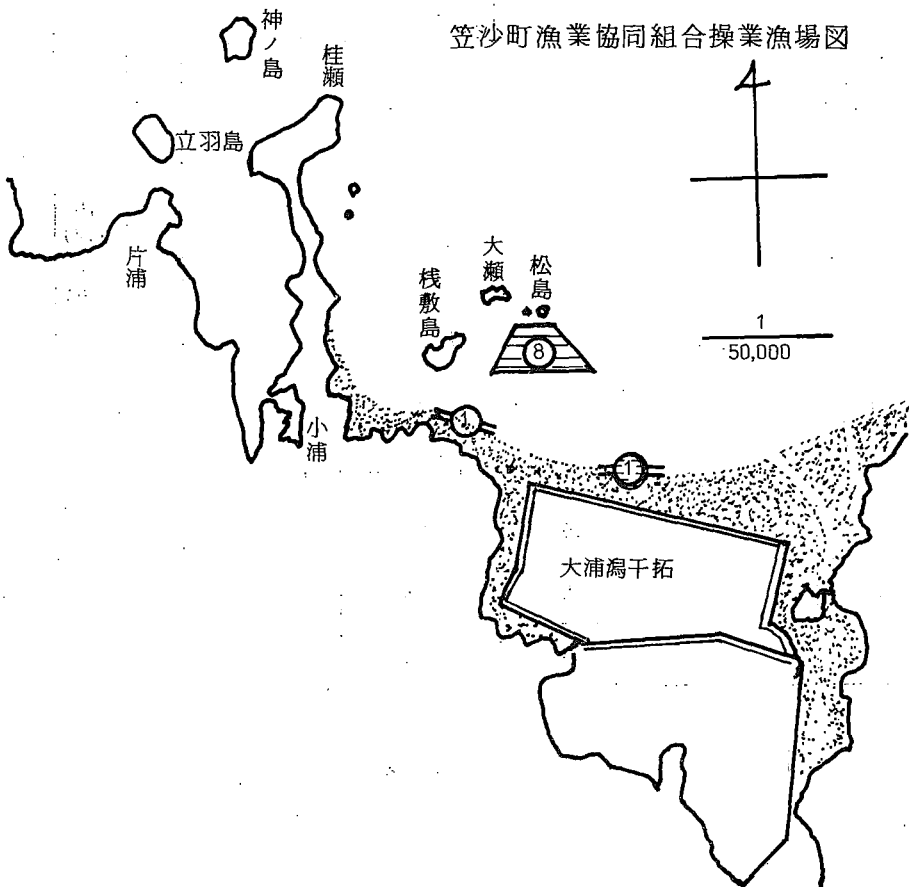 笠沙町漁業協同組合操業漁場図
神ノ島
桂瀬
立羽島
片浦
大瀬
松島
桟敷島
1
50,000
8
小浦
1
1
大浦潟干拓